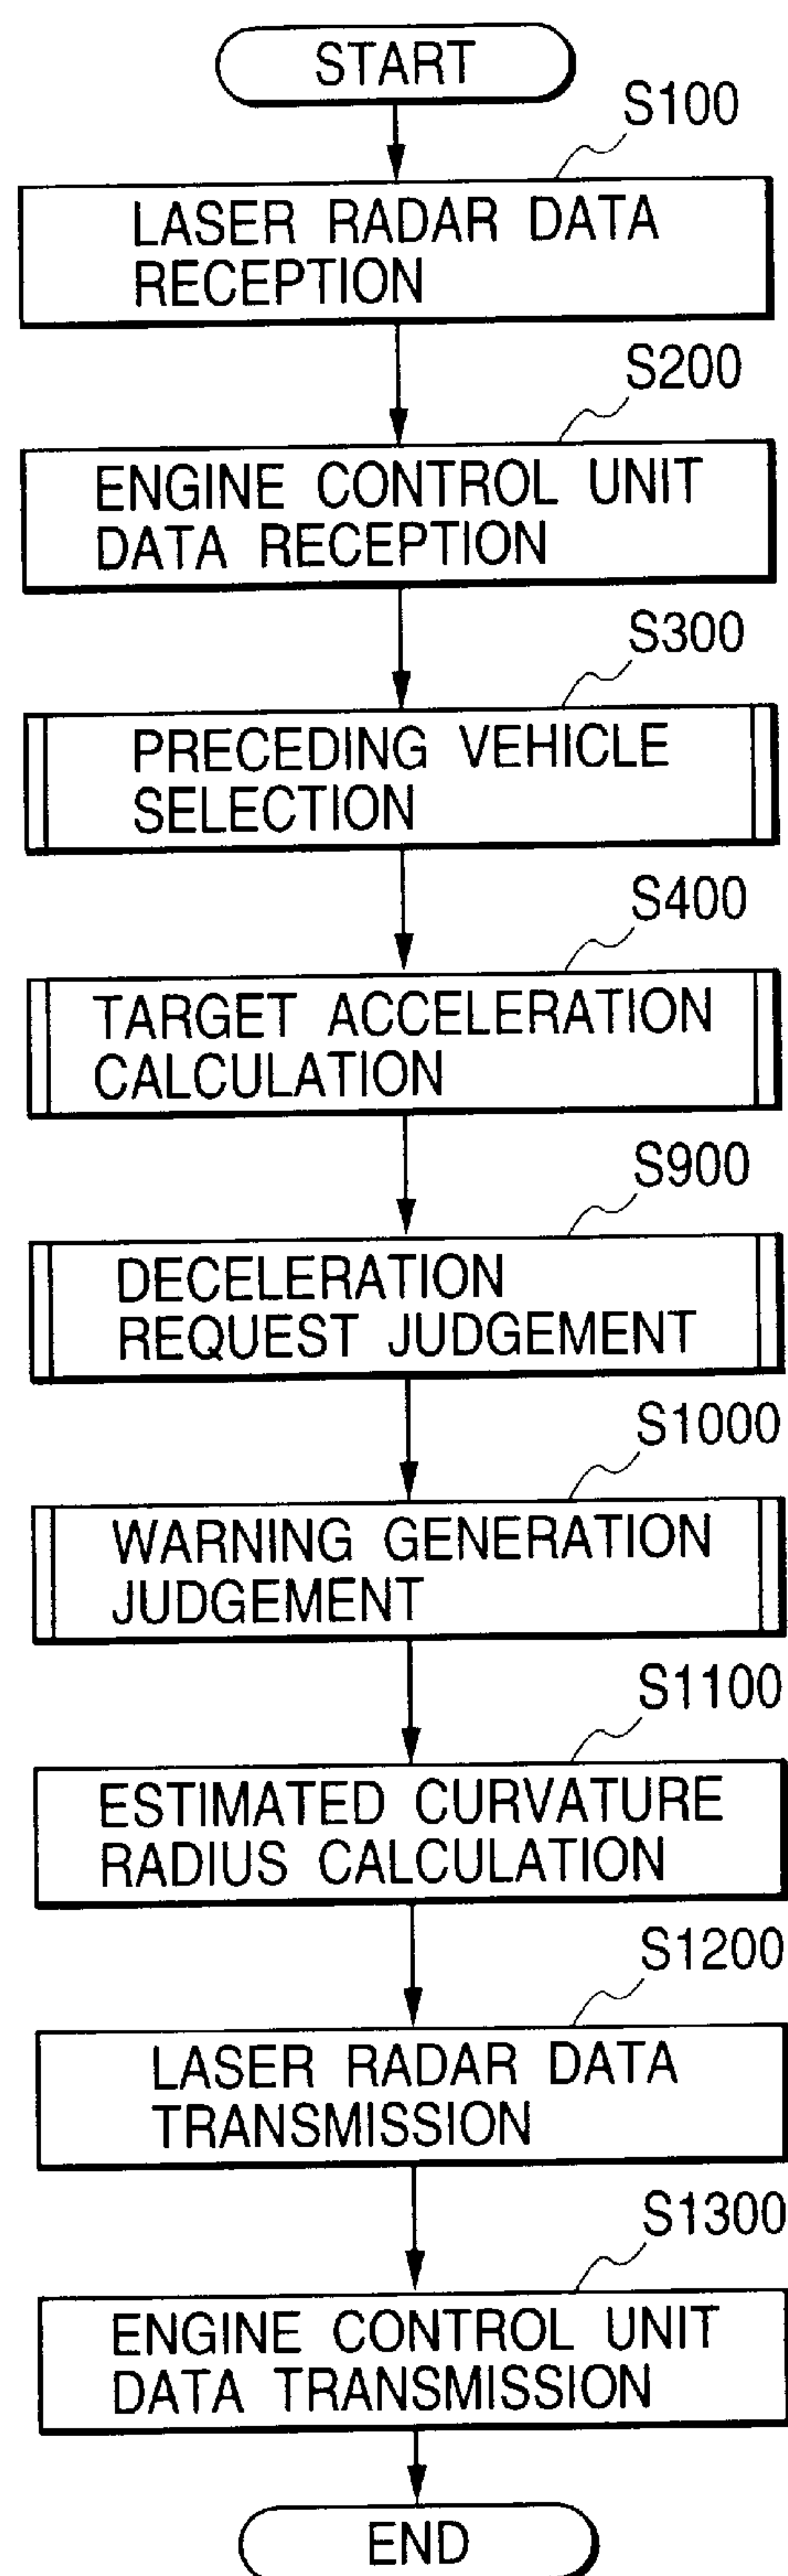 START
S100
LASER RADAR DATA
RECEPTION
S200
ENGINE CONTROL UNIT
DATA RECEPTION
S300
PRECEDING VEHICLE
SELECTION
S400
TARGET ACCELERATION
CALCULATION
S900
DECELERATION
REQUEST JUDGEMENT
S1000
WARNING GENERATION
JUDGEMENT
S1100
ESTIMATED CURVATURE
RADIUS CALCULATION
S1200
LASER RADAR DATA
TRANSMISSION
S1300
ENGINE CONTROL UNIT
DATA TRANSMISSION
END